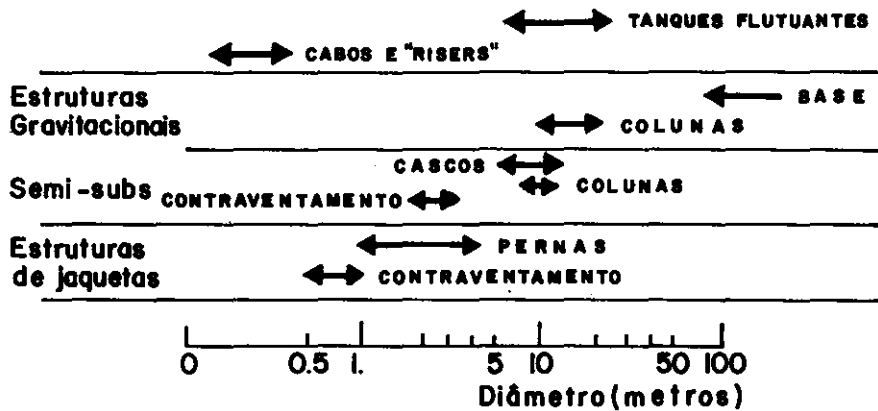 TANQUES FLUTUANTES
CABOS E "RISERS"
Estruturas
Gravitacionais
BASE
COLUNAS
Semi-subs
CASCOS
COLUNAS
CONTRAVENTAMENTO
Estruturas
de jaquetas
PERNAS
CONTRAVENTAMENTO
0 0.5 1. 5 10 50 100
Diâmetro (metros)